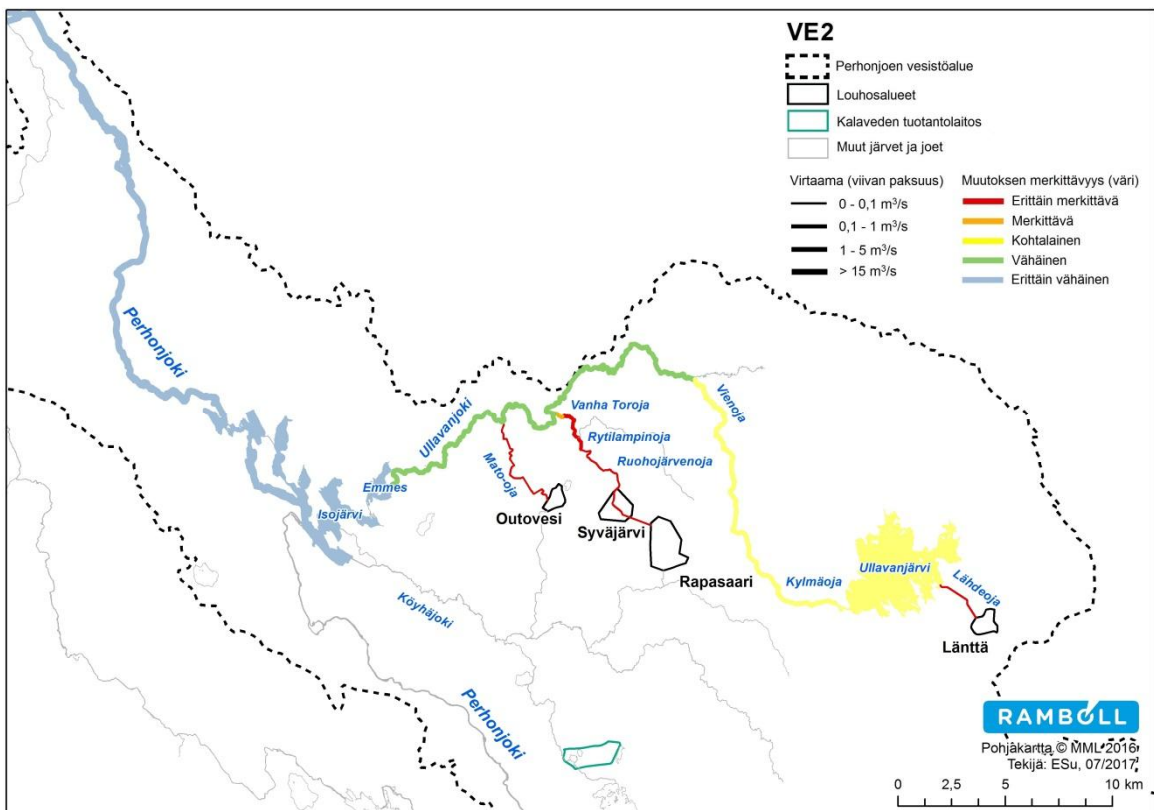 VE2
Perhonjoen vesistöalue
Louhosalueet
Kalaveden tuotantolaitos
Muut järvet ja joet
Virtaama (viivan paksuus)
0 - 0,1 m³/s
0,1 - 1 m³/s
1 - 5 m³/s
> 15 m³/s
Muutoksen merkittävyys (väri)
Erittäin merkittävä
Merkittävä
Kohtalainen
Vähäinen
Erittäin vähäinen
Perhonjoki
Ullavanjoki
Vanha Toroja
Vienoja
Rytilampinoja
Ruohojärvenoja
Mato-oja
Emmes
Isojärvi
Outovesi
Syväjärvi
Rapasaari
Kylmäoja
Ullavanjärvi
Lähdeoja
Länttä
Köyhäjoki
Perhonjoki
RAMBOLL
Pohjäkartta © MML 2016
Tekijä: ESu, 07/2017
0 2,5 5 10 km